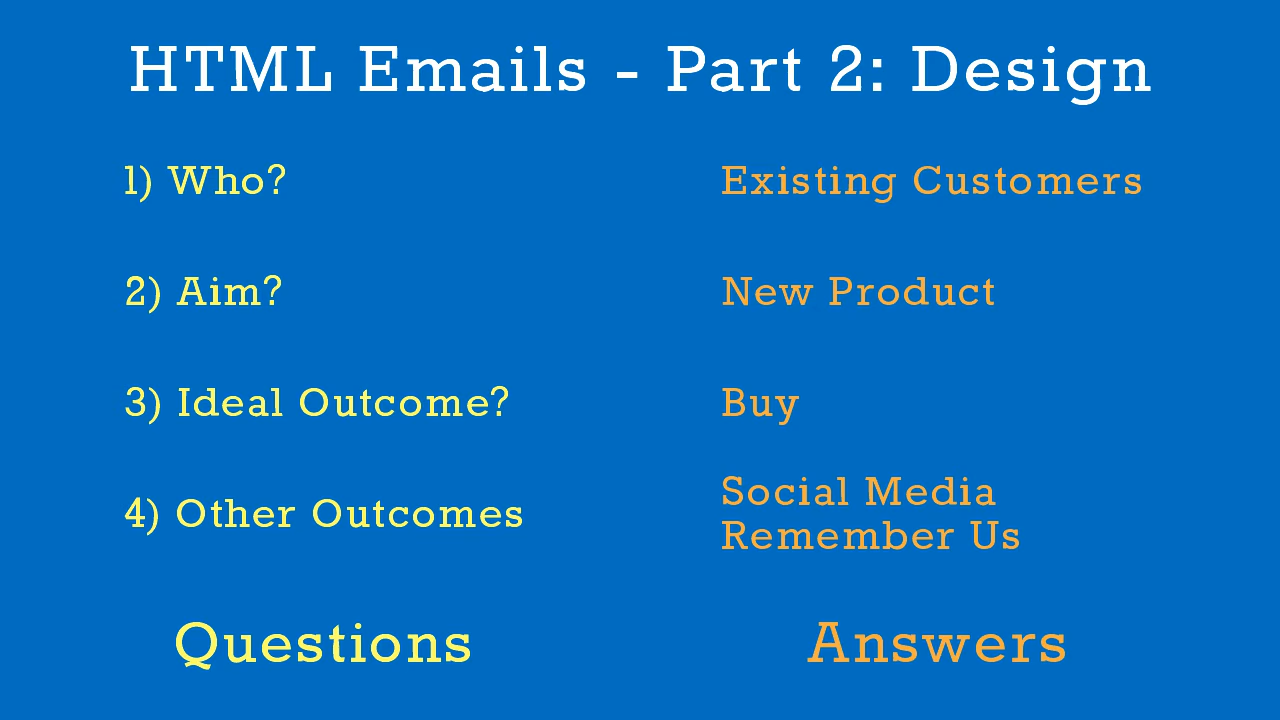 HTML Emails - Part 2: Design
1) Who?
Existing Customers
2) Aim?
New Product
3) Ideal Outcome?
Buy
4) Other Outcomes
Social Media
Remember Us
Questions
Answers